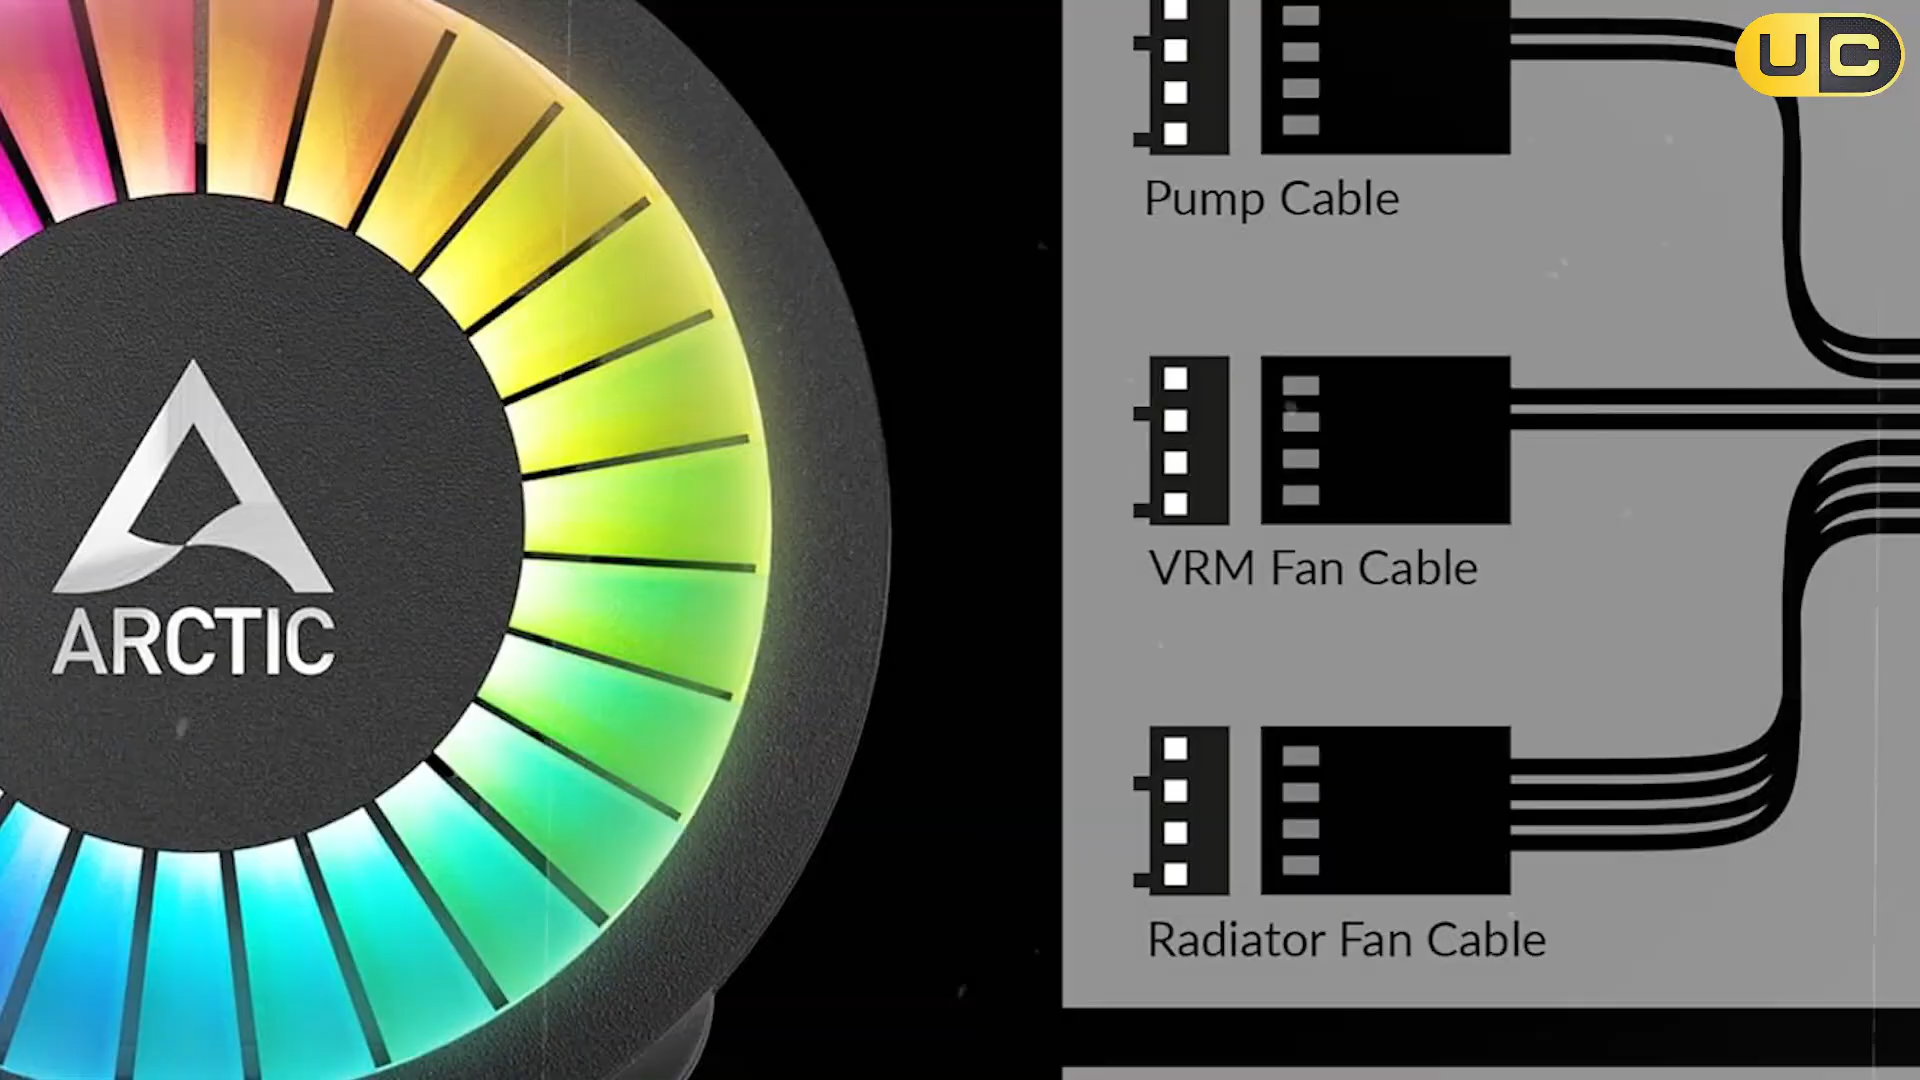 UC
Pump Cable
VRM Fan Cable
ARCTIC
Radiator Fan Cable